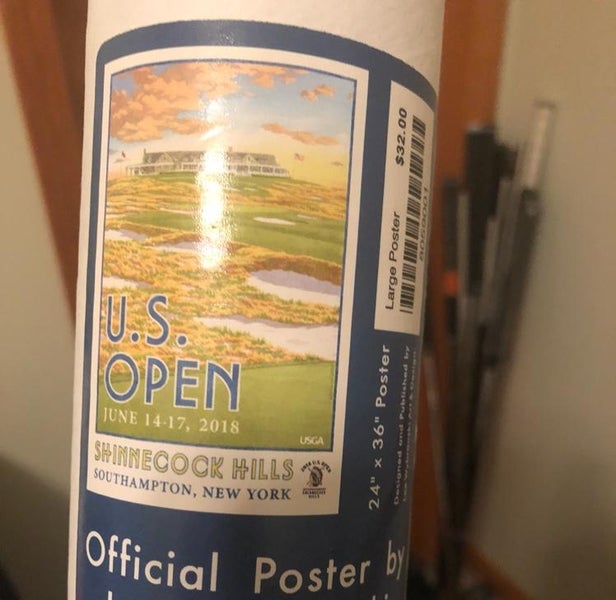 U.S.
OPEN
JUNE 14-17, 2018
USGA
SHINNECOCK HILLS
SOUTHAMPTON, NEW YORK
Large Poster
$32.00
24" x 36" Poster
Designed and Published by
Official Poster by